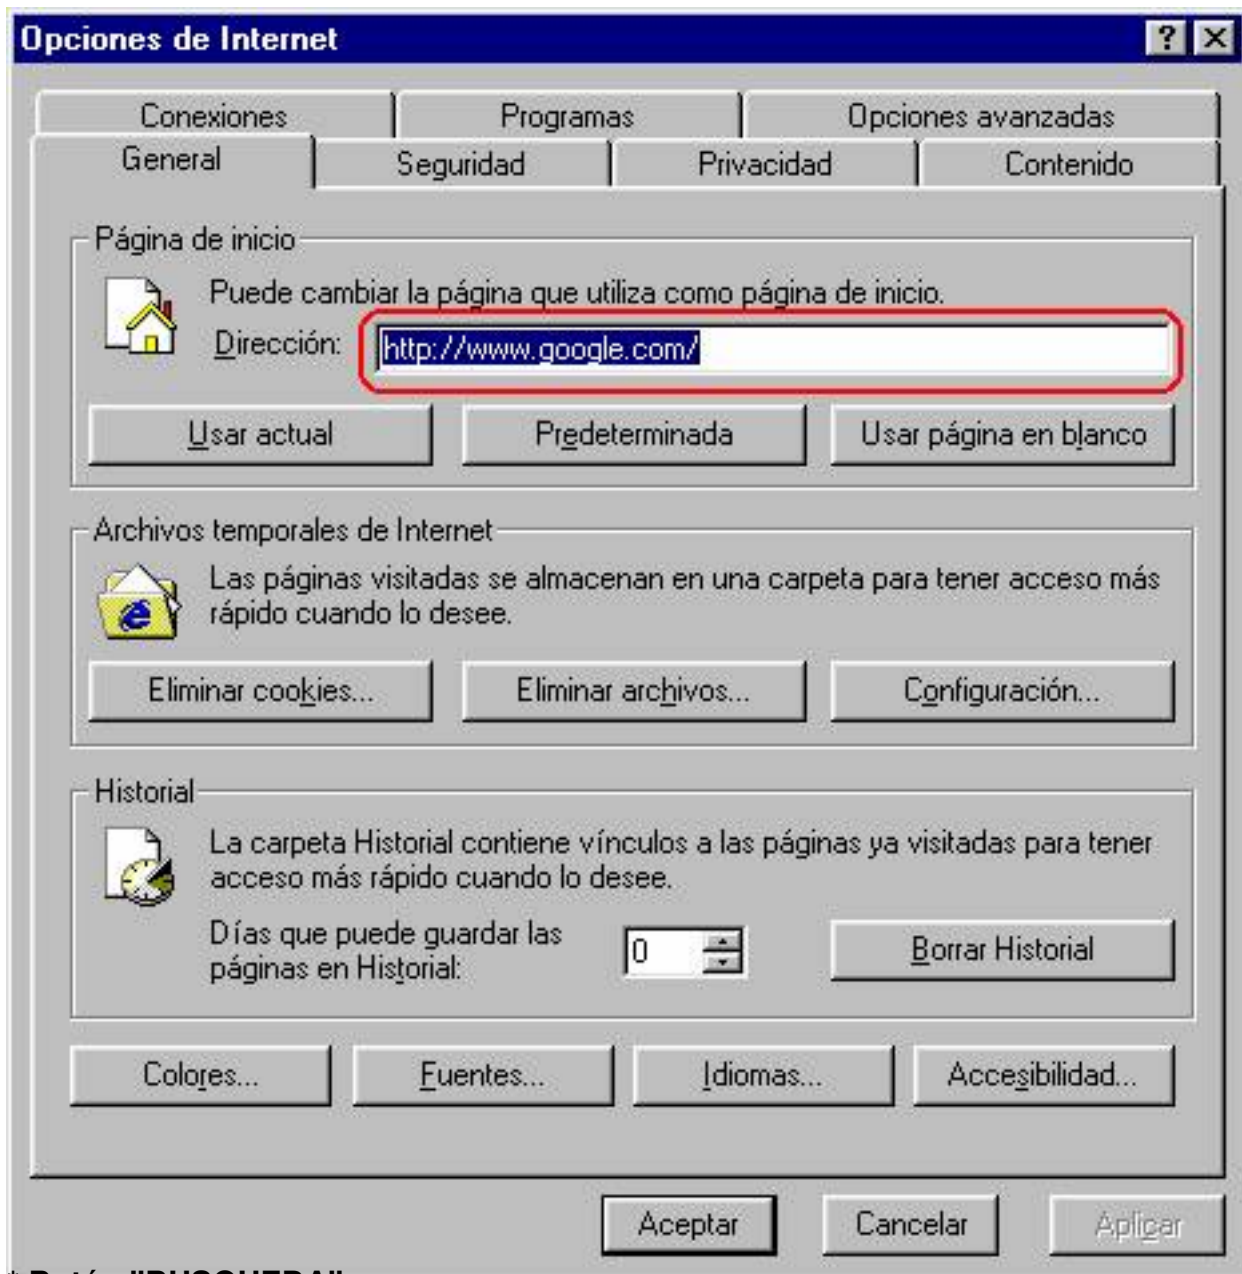 Opciones de Internet
Conexiones Programas Opciones avanzadas
General Seguridad Privacidad Contenido
Página de inicio
Puede cambiar la página que utiliza como página de inicio.
Dirección: http://www.google.com/
Usar actual Predeterminada Usar página en blanco
Archivos temporales de Internet
Las páginas visitadas se almacenan en una carpeta para tener acceso más
rápido cuando lo desee.
Eliminar cookies... Eliminar archivos... Configuración...
Historial
La carpeta Historial contiene vínculos a las páginas ya visitadas para tener
acceso más rápido cuando lo desee.
Días que puede guardar las
páginas en Historial: 0 Borrar Historial
Colores... Fuentes... Idiomas... Accesibilidad...
Aceptar Cancelar Aplicar